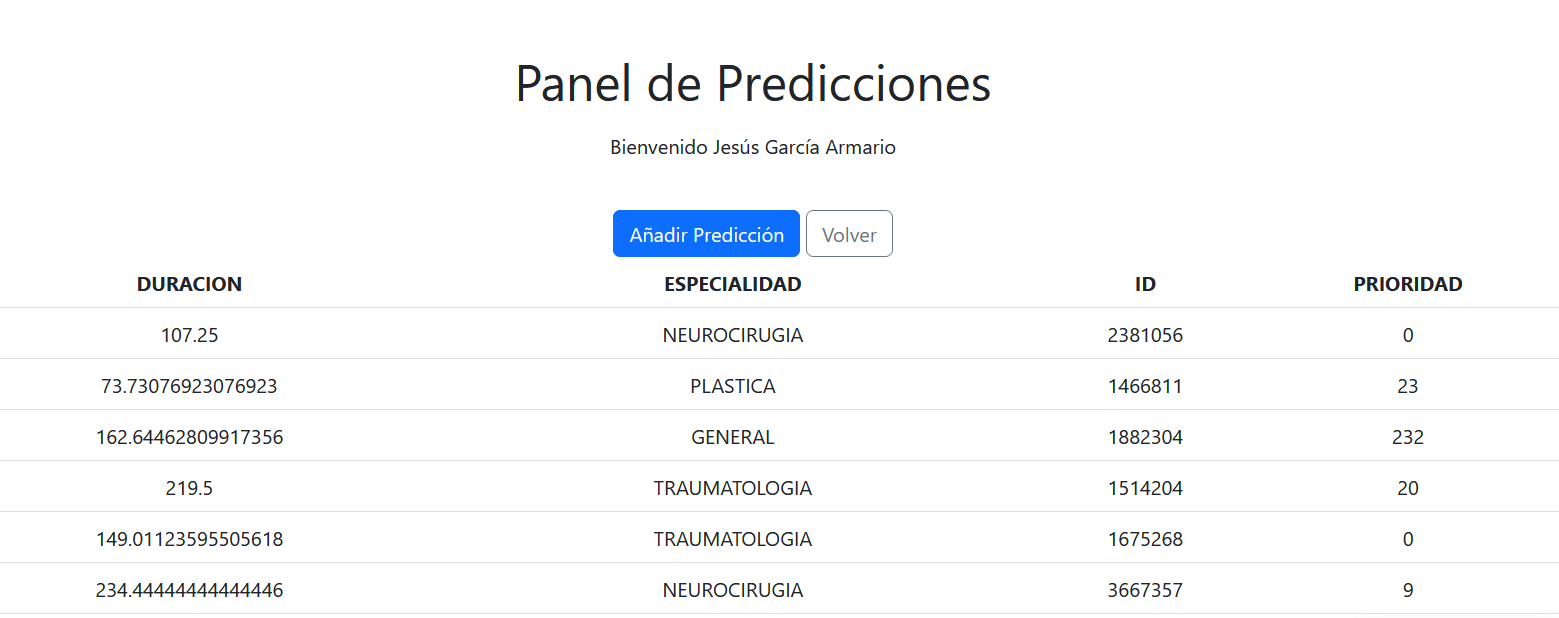 Panel de Predicciones
Bienvenido Jesús García Armario
Añadir Predicción Volver
DURACION ESPECIALIDAD ID PRIORIDAD
107.25 NEUROCIRUGIA 2381056 0
73.73076923076923 PLASTICA 1466811 23
162.64462809917356 GENERAL 1882304 232
219.5 TRAUMATOLOGIA 1514204 20
149.01123595505618 TRAUMATOLOGIA 1675268 0
234.44444444444446 NEUROCIRUGIA 3667357 9